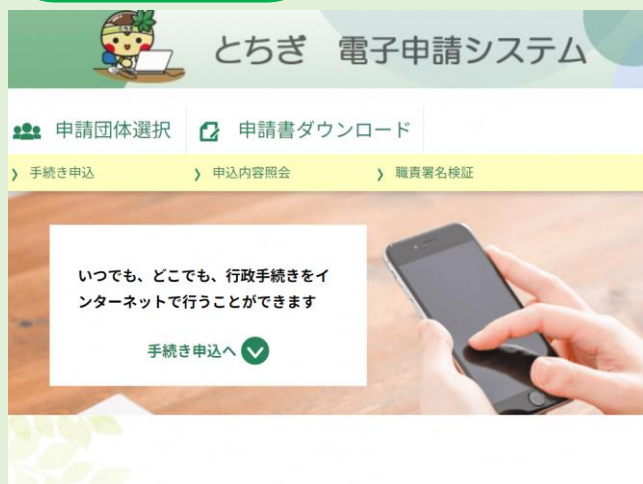 とちぎ 電子申請システム
申請団体選択 申請書ダウンロード
手続き申込 申込内容照会 職責署名検証
いつでも、どこでも、行政手続きをイ
ンターネットで行うことができます
手続き申込へ